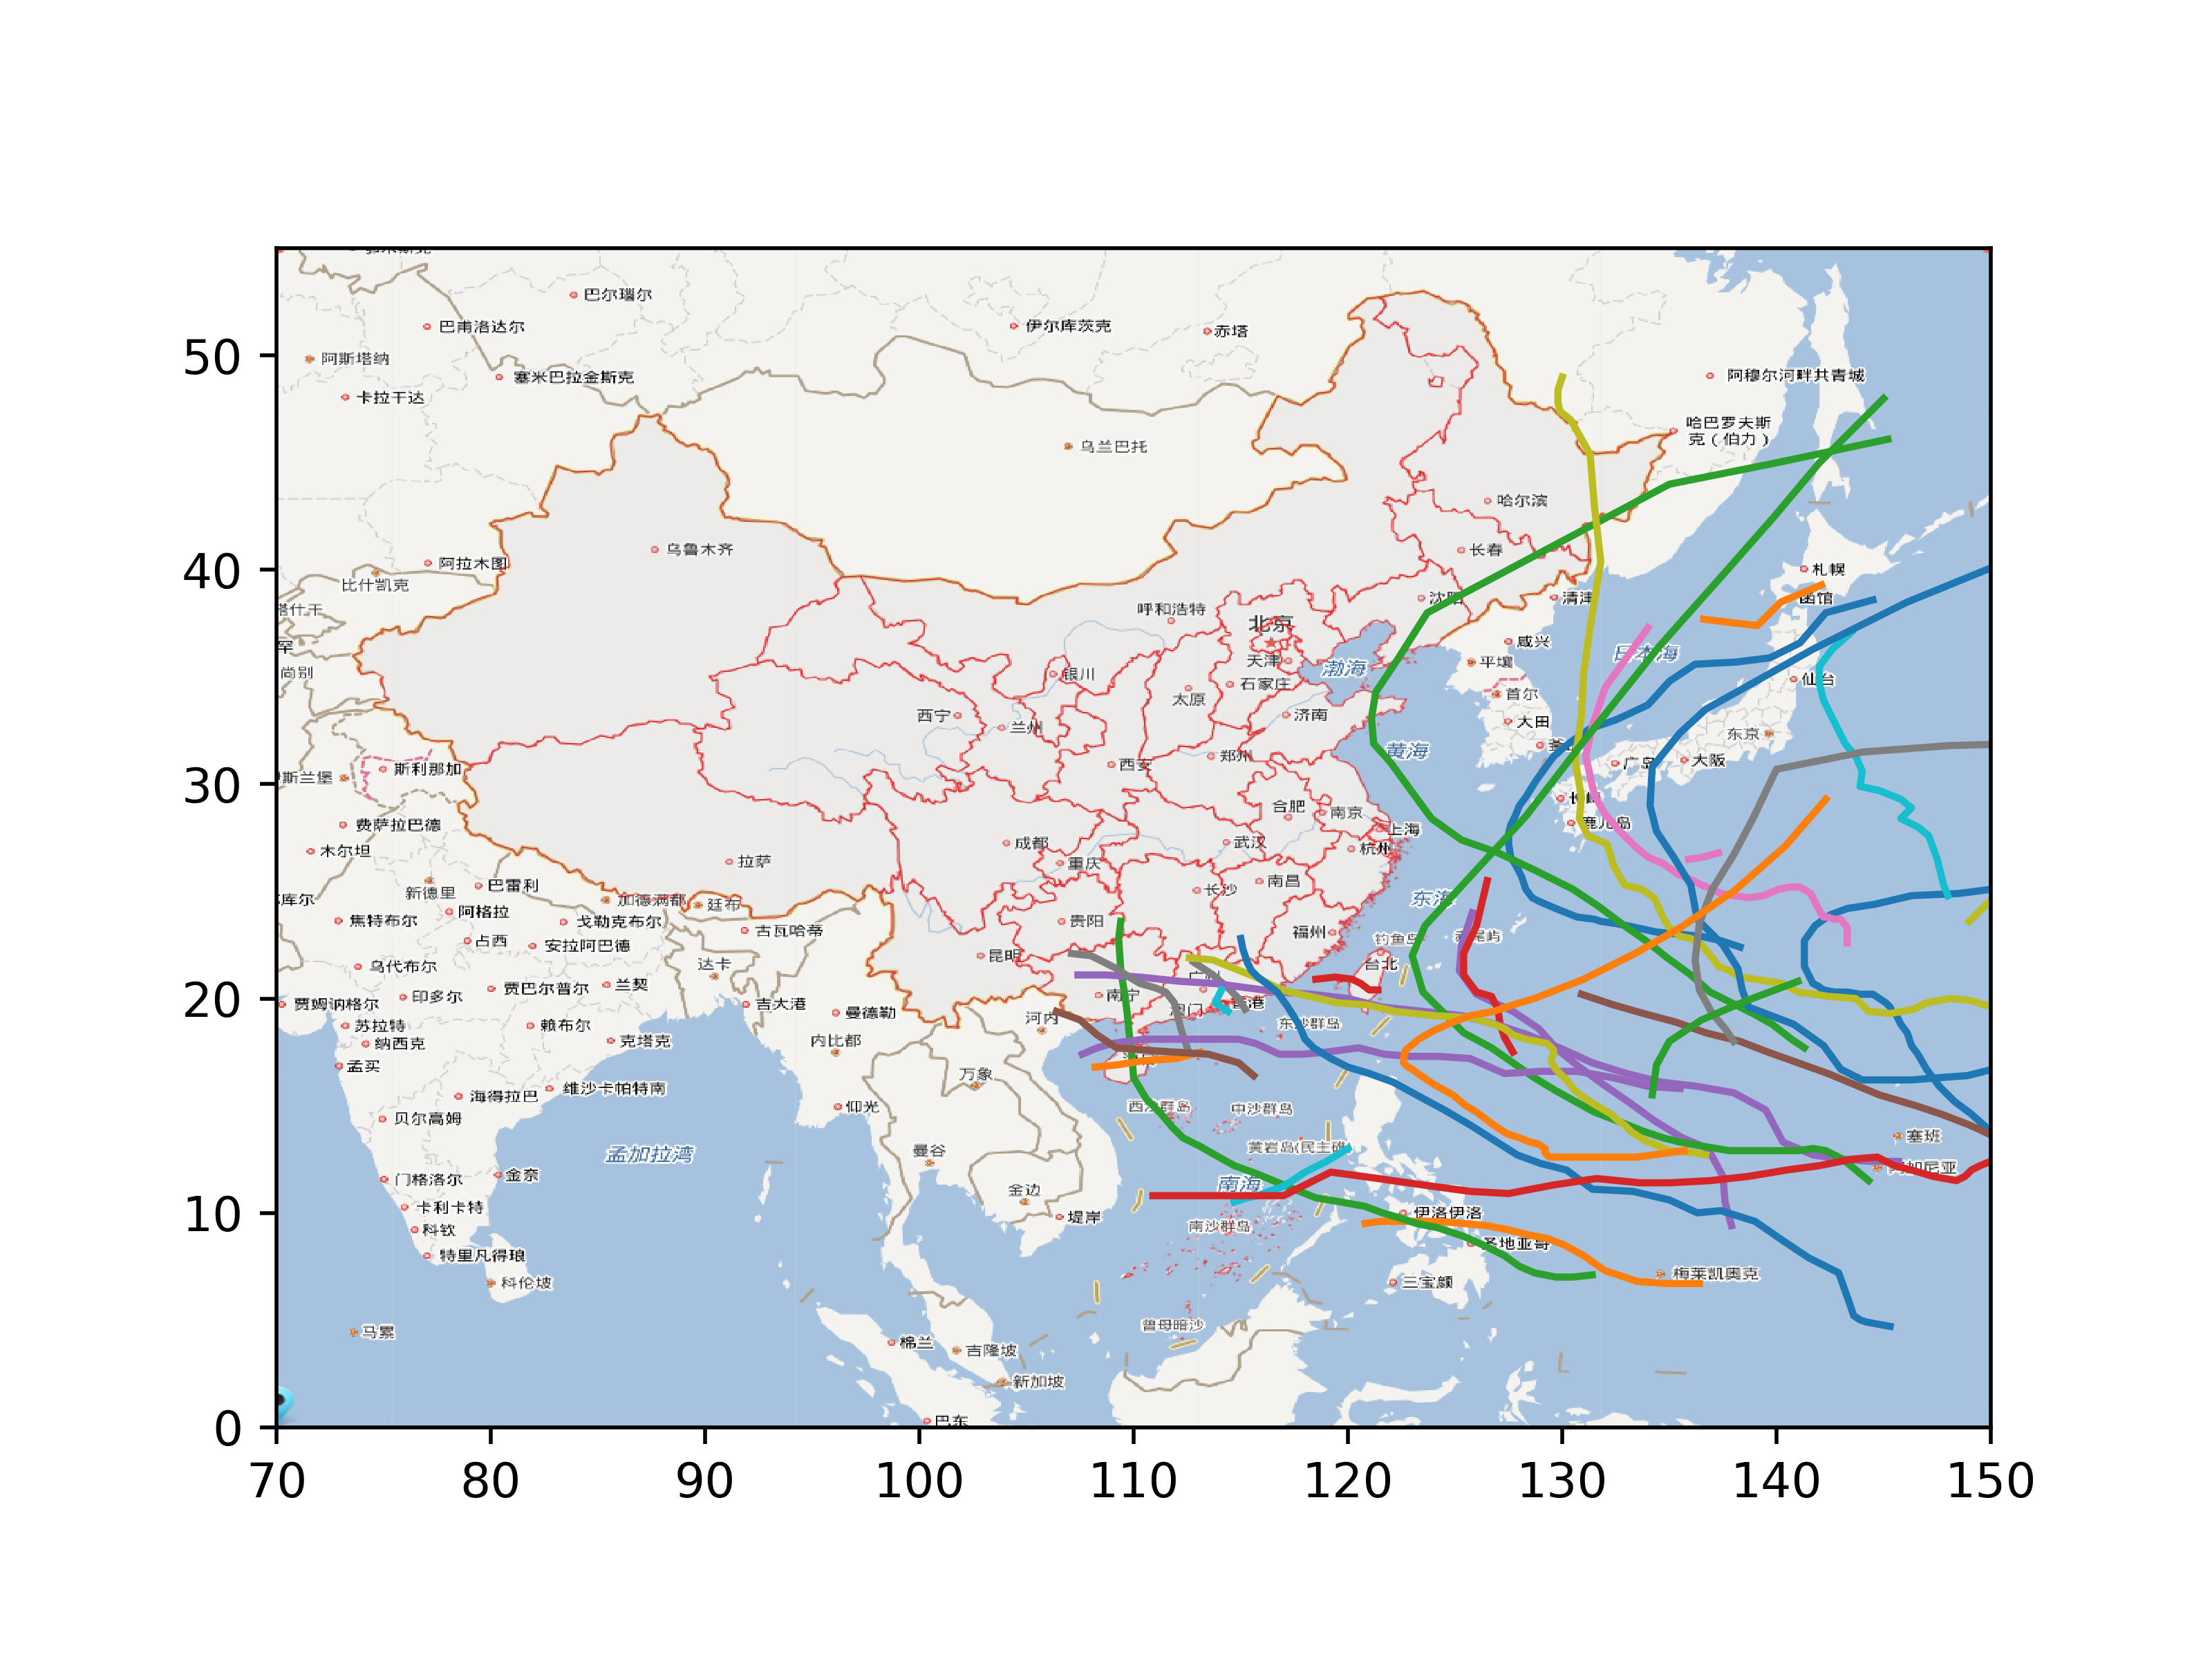 巴尔瑙尔
巴甫洛达尔
伊尔库茨克
赤塔
50
阿斯塔纳
塞米巴拉金斯克
阿穆尔河畔共青城
卡拉干达
哈巴罗夫斯
克（伯力）
乌兰巴托
哈尔滨
乌鲁木齐
长春
40
阿拉木图
札幌
比什凯克
沈阳
清津
函馆
塔什干
呼和浩特
北京
咸兴
日本海
天津
平壤
尚别
银川
渤海
石家庄
仙台
太原
首尔
西宁
济南
大田
兰州
东京
黄海
郑州
广岛
大阪
斯利那加
西安
30
斯兰堡
长崎
合肥
南京
鹿儿岛
费萨拉巴德
上海
成都
武汉
木尔坦
杭州
拉萨
重庆
南昌
巴雷利
新德里
长沙
库尔
加德满都
廷布
东海
阿格拉
焦特布尔
戈勒克布尔
贵阳
古瓦哈蒂
福州
钓鱼岛
赤尾屿
占西
安拉阿巴德
昆明
台北
乌代布尔
达卡
广州
兰契
20
印多尔
贾巴尔普尔
南宁
贾姆讷格尔
吉大港
香港
澳门
苏拉特
赖布尔
曼德勒
河内
东沙群岛
纳西克
克塔克
内比都
孟买
万象
维沙卡帕特南
海得拉巴
仰光
西沙群岛
中沙群岛
贝尔高姆
黄岩岛(民主礁
塞班
孟加拉湾
曼谷
阿加尼亚
班格洛尔
金奈
南海
金边
卡利卡特
10
堤岸
伊洛伊洛
科钦
南沙群岛
圣地亚哥
特里凡得琅
梅莱凯奥克
科伦坡
三宝颜
曾母暗沙
马累
棉兰
吉隆坡
新加坡
巴东
0
70 80 90 100 110 120 130 140 150